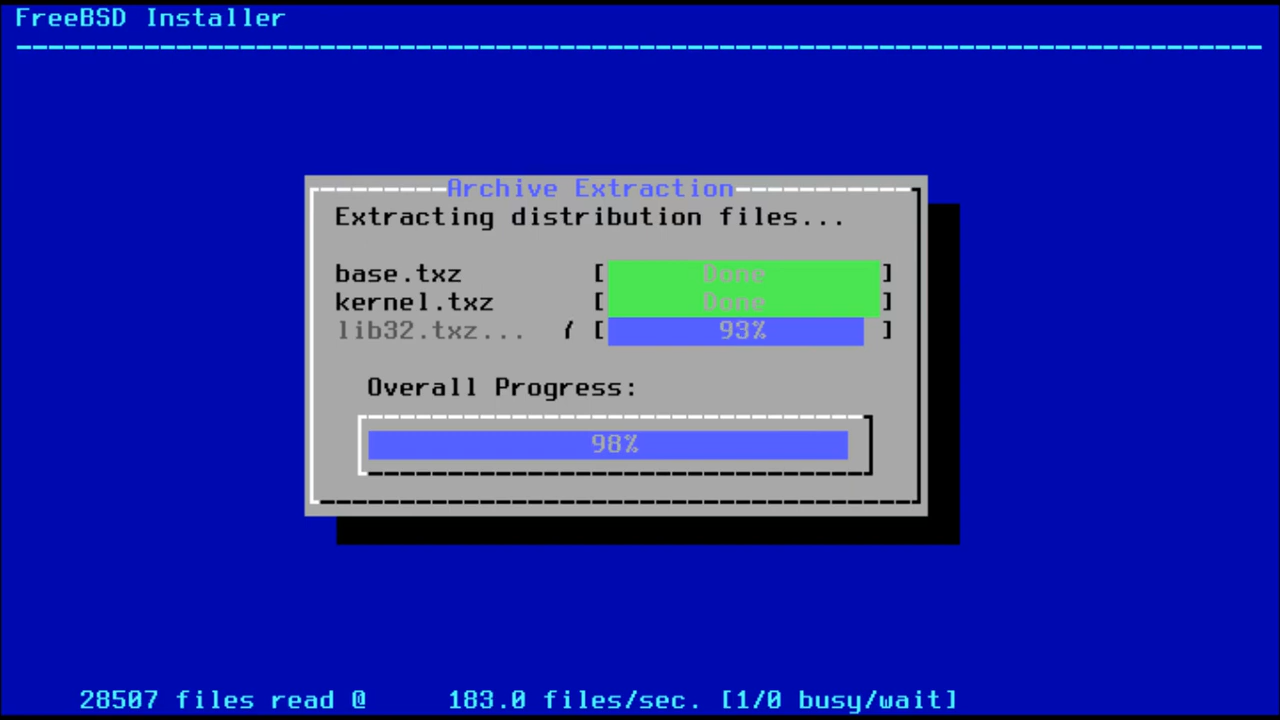 FreeBSD Installer
Archive Extraction
Extracting distribution files...
base.txz [ Done ]
kernel.txz [ Done ]
lib32.txz... / [ 93% ]
Overall Progress:
98%
28507 files read @ 183.0 files/sec. [1/0 busy/wait]